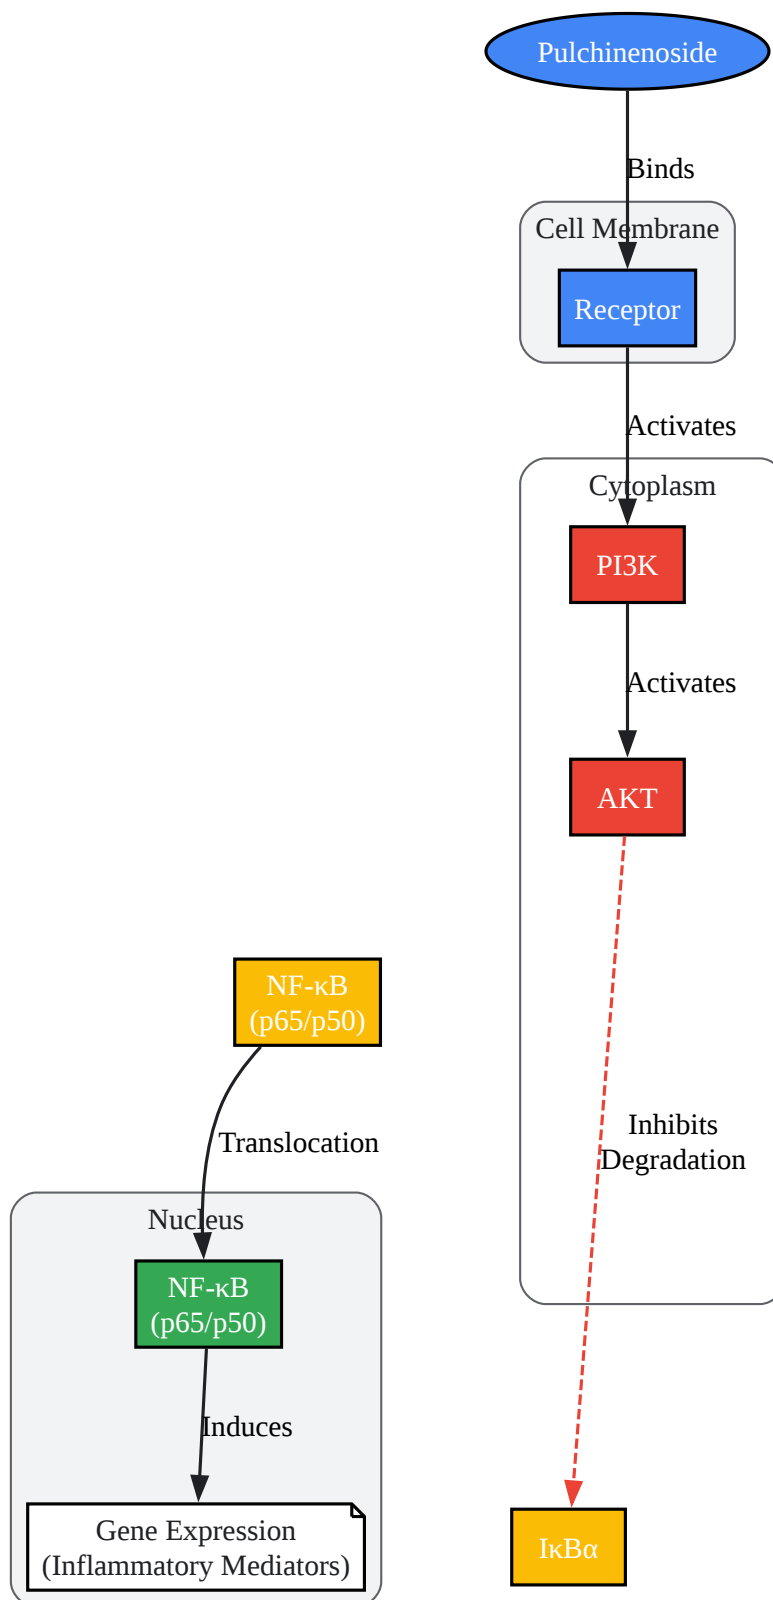 Pulchinenoside
Binds
Cell Membrane
Receptor
Activates
Cytoplasm
PI3K
Activates
AKT
NF-κB
(p65/p50)
Inhibits
Degradation
Translocation
Nucleus
NF-κB
(p65/p50)
Induces
Gene Expression
(Inflammatory Mediators)
IκBα